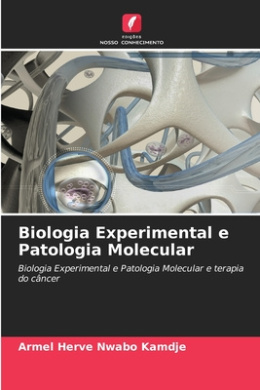 edições
NOSSO CONHECIMENTO
Biologia Experimental e
Patologia Molecular
Biologia Experimental e Patologia Molecular e terapia
do câncer
Armel Herve Nwabo Kamdje